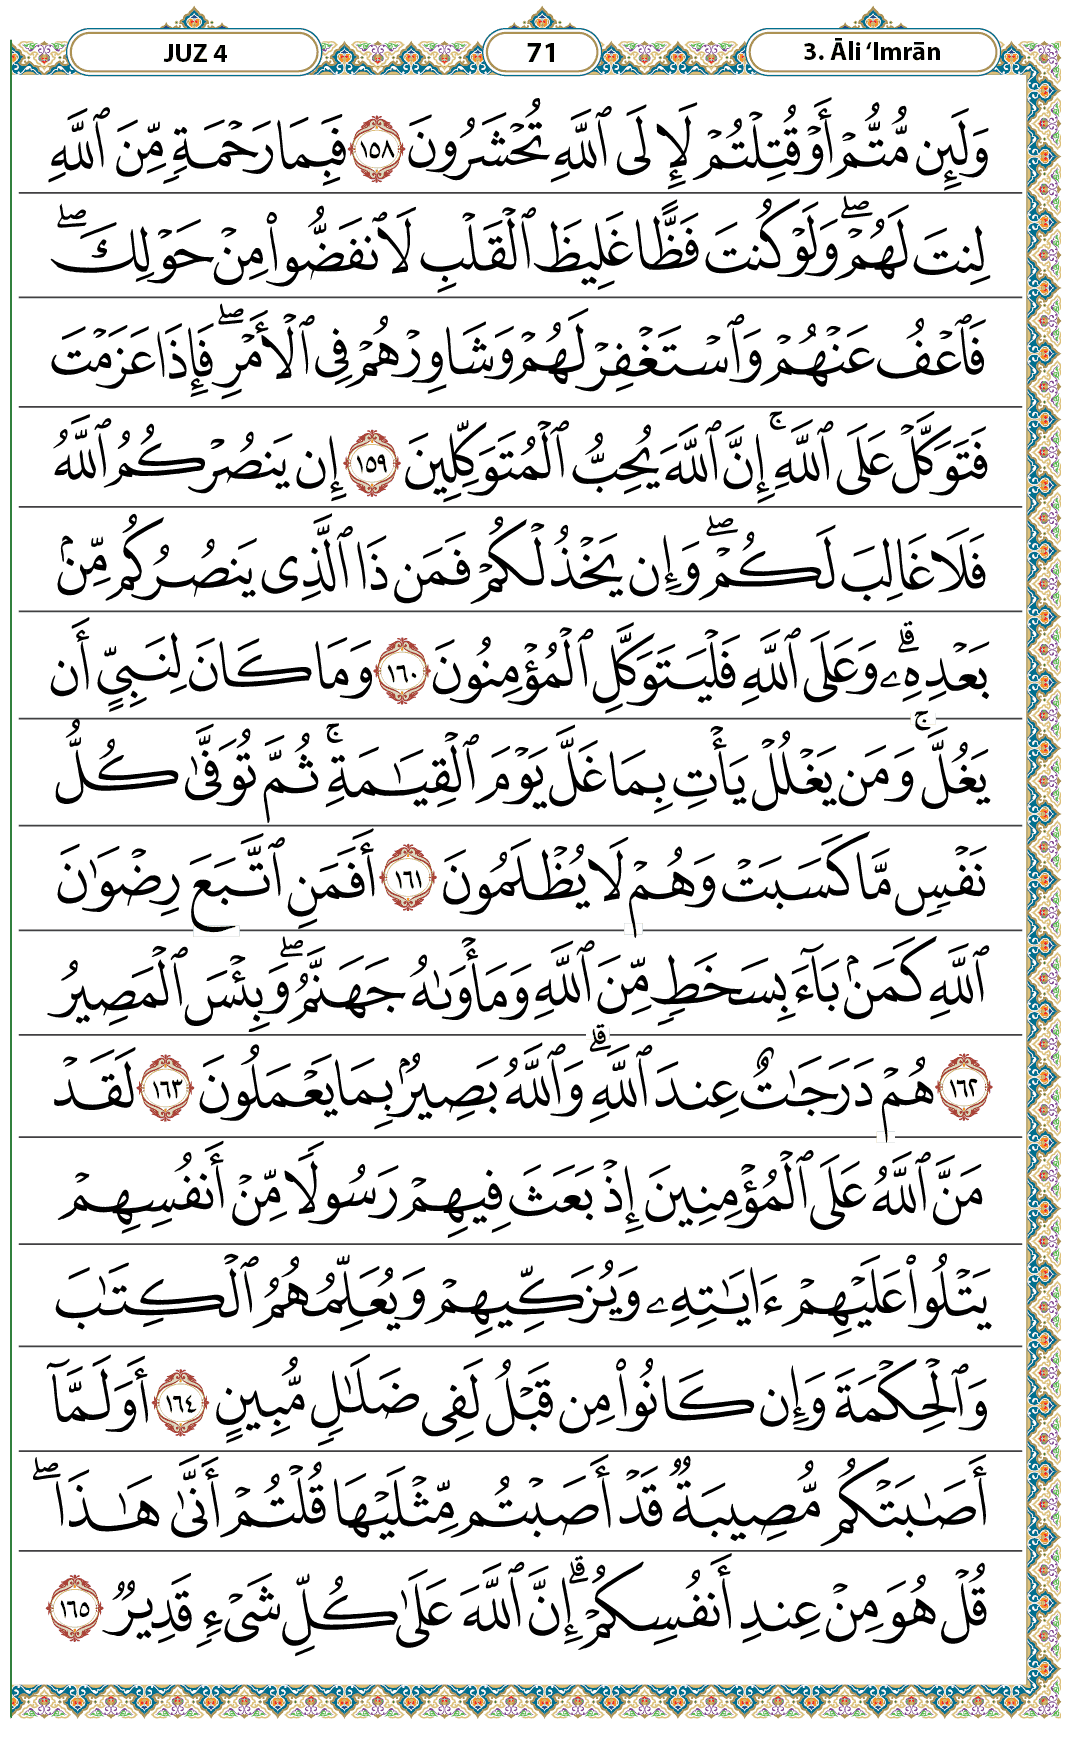 JUZ 4 71 3. Āli ‘Imrān
وَلَئِن مُّتُّمۡ أَوۡ قُتِلۡتُمۡ لَإِلَى ٱللَّهِ تُحۡشَرُونَ ١٥٨ فَبِمَا رَحۡمَةٖ مِّنَ ٱللَّهِ
لِنتَ لَهُمۡۖ وَلَوۡ كُنتَ فَظًّا غَلِيظَ ٱلۡقَلۡبِ لَٱنفَضُّواْ مِنۡ حَوۡلِكَۖ
فَٱعۡفُ عَنۡهُمۡ وَٱسۡتَغۡفِرۡ لَهُمۡ وَشَاوِرۡهُمۡ فِي ٱلۡأَمۡرِۖ فَإِذَا عَزَمۡتَ
فَتَوَكَّلۡ عَلَى ٱللَّهِۚ إِنَّ ٱللَّهَ يُحِبُّ ٱلۡمُتَوَكِّلِينَ ١٥٩ إِن يَنصُرۡكُمُ ٱللَّهُ
فَلَا غَالِبَ لَكُمۡۖ وَإِن يَخۡذُلۡكُمۡ فَمَن ذَا ٱلَّذِي يَنصُرُكُم مِّنۢ
بَعۡدِهِۦۗ وَعَلَى ٱللَّهِ فَلۡيَتَوَكَّلِ ٱلۡمُؤۡمِنُونَ ١٦٠ وَمَا كَانَ لِنَبِيٍّ أَن
يَغُلَّۚ وَمَن يَغۡلُلۡ يَأۡتِ بِمَا غَلَّ يَوۡمَ ٱلۡقِيَٰمَةِۚ ثُمَّ تُوَفَّىٰ كُلُّ
نَفۡسٖ مَّا كَسَبَتۡ وَهُمۡ لَا يُظۡلَمُونَ ١٦١ أَفَمَنِ ٱتَّبَعَ رِضۡوَٰنَ
ٱللَّهِ كَمَنۢ بَآءَ بِسَخَطٖ مِّنَ ٱللَّهِ وَمَأۡوَىٰهُ جَهَنَّمُۖ وَبِئۡسَ ٱلۡمَصِيرُ
١٦٢ هُمۡ دَرَجَٰتٌ عِندَ ٱللَّهِۗ وَٱللَّهُ بَصِيرُۢ بِمَا يَعۡمَلُونَ ١٦٣ لَقَدۡ
مَنَّ ٱللَّهُ عَلَى ٱلۡمُؤۡمِنِينَ إِذۡ بَعَثَ فِيهِمۡ رَسُولٗا مِّنۡ أَنفُسِهِمۡ
يَتۡلُواْ عَلَيۡهِمۡ ءَايَٰتِهِۦ وَيُزَكِّيهِمۡ وَيُعَلِّمُهُمُ ٱلۡكِتَٰبَ
وَٱلۡحِكۡمَةَ وَإِن كَانُواْ مِن قَبۡلُ لَفِي ضَلَٰلٖ مُّبِينٍ ١٦٤ أَوَلَمَّآ
أَصَٰبَتۡكُم مُّصِيبَةٞ قَدۡ أَصَبۡتُم مِّثۡلَيۡهَا قُلۡتُمۡ أَنَّىٰ هَٰذَاۖ
قُلۡ هُوَ مِنۡ عِندِ أَنفُسِكُمۡۗ إِنَّ ٱللَّهَ عَلَىٰ كُلِّ شَيۡءٖ قَدِيرٞ ١٦٥